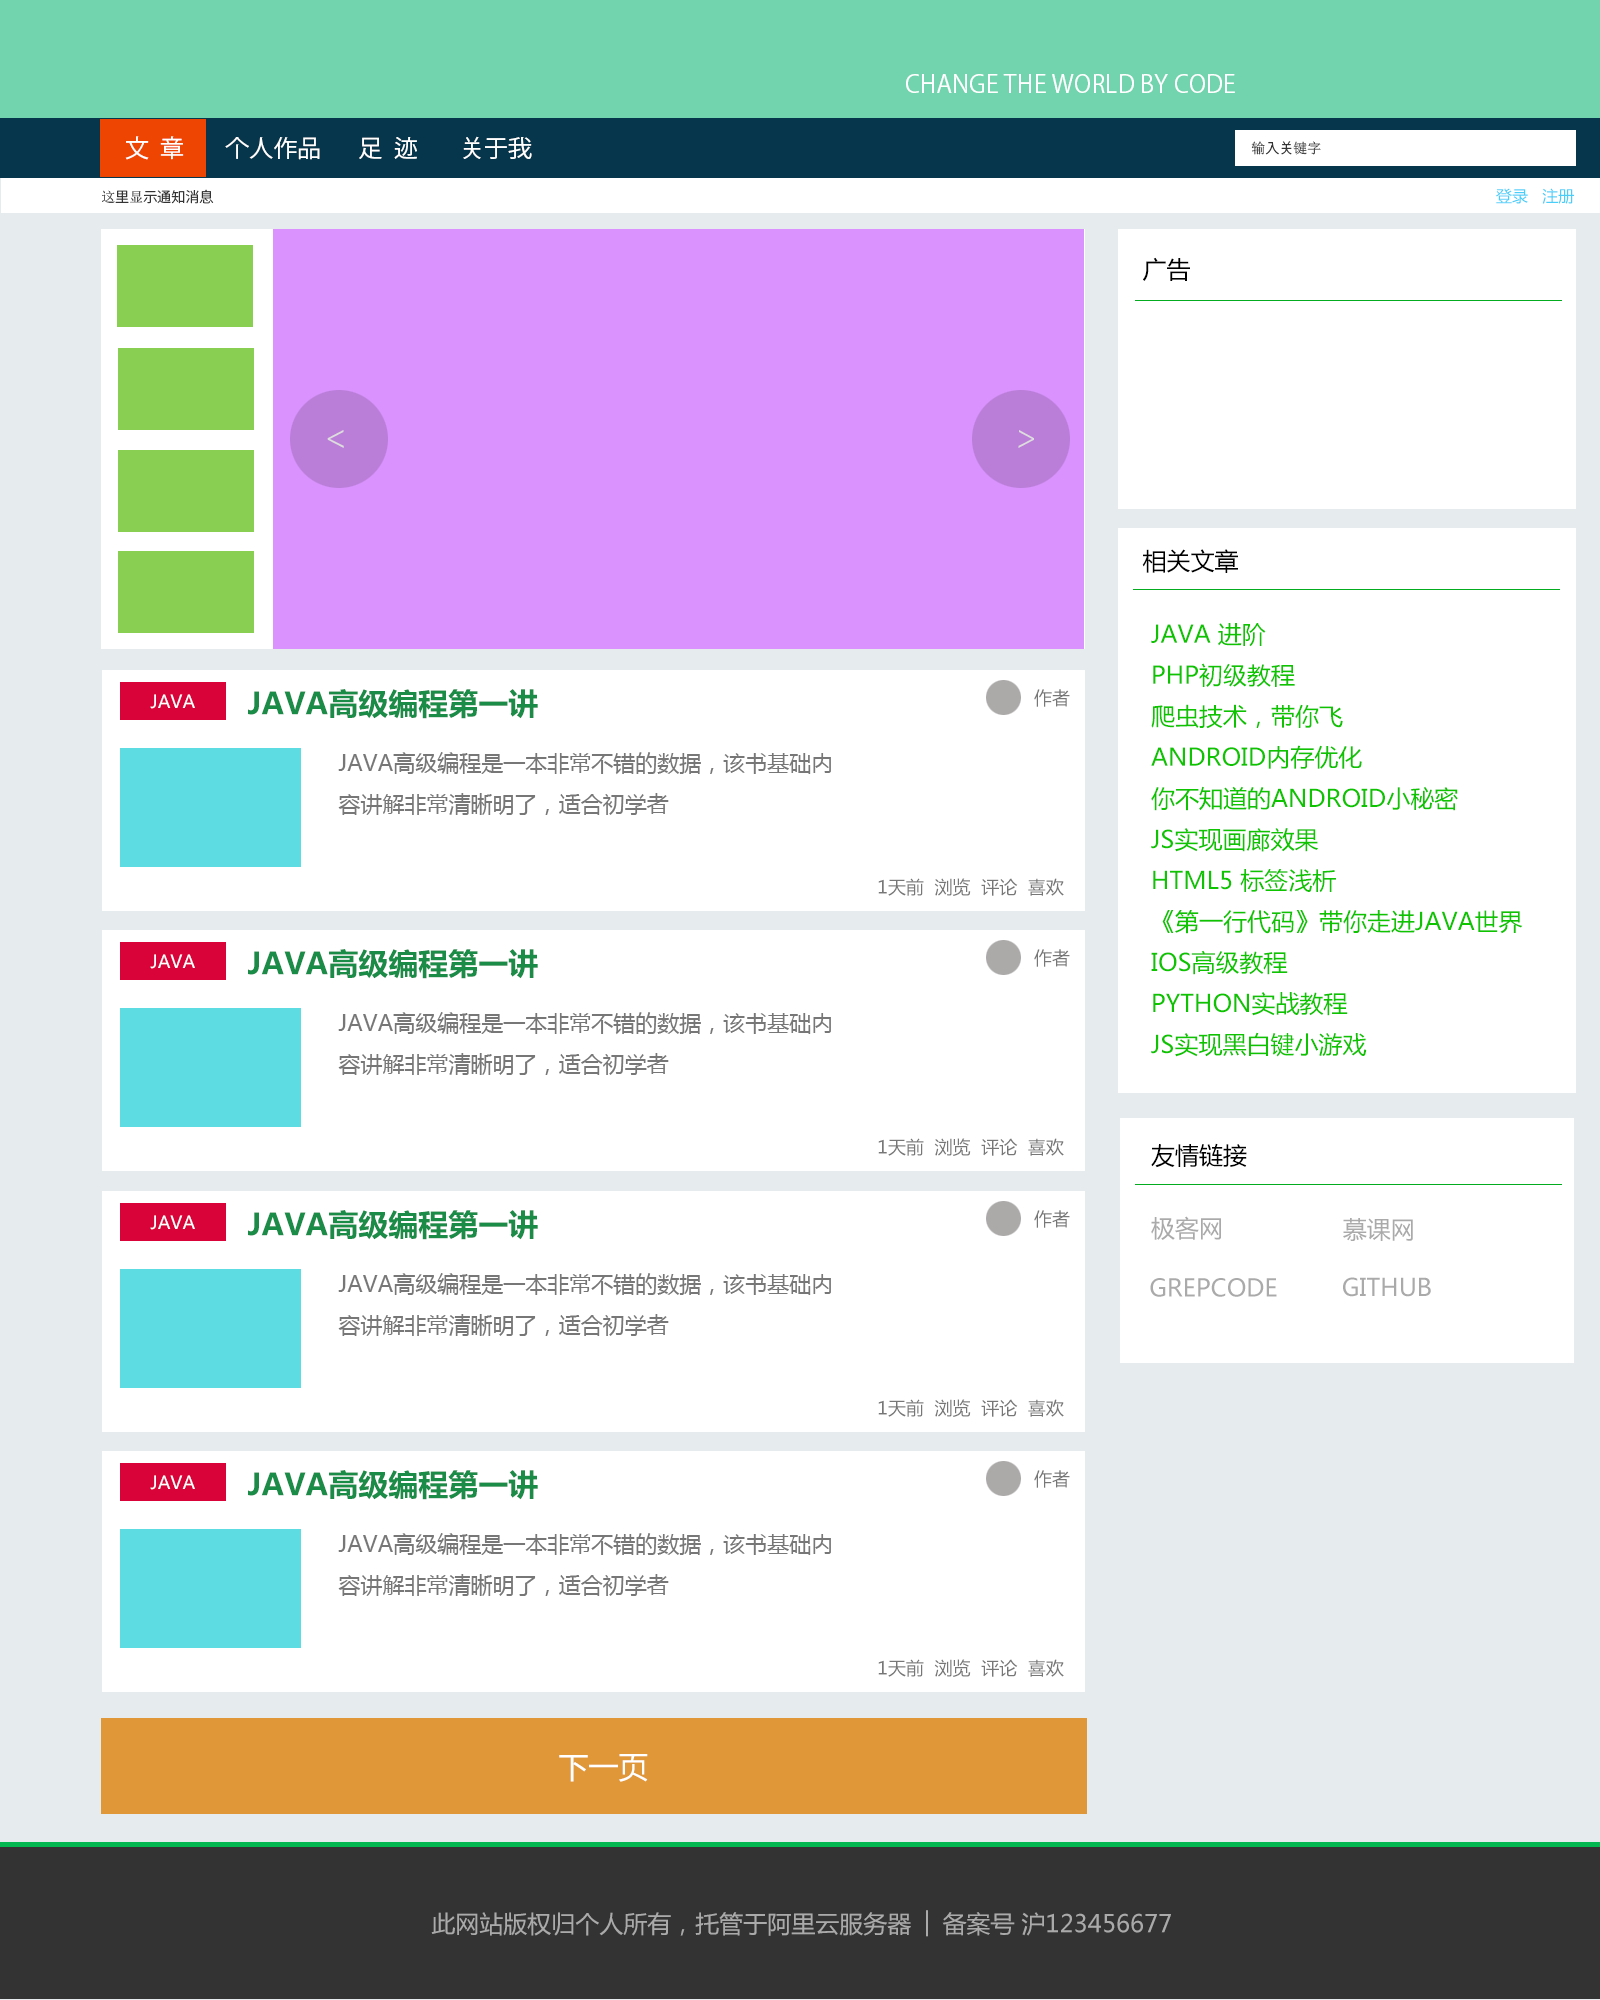 CHANGE THE WORLD BY CODE
文 章 个人作品 足 迹 关于我 输入关键字
这里显示通知消息 登录 注册
< >
JAVA JAVA高级编程第一讲 作者
JAVA高级编程是一本非常不错的数据，该书基础内
容讲解非常清晰明了，适合初学者
1天前 浏览 评论 喜欢
JAVA JAVA高级编程第一讲 作者
JAVA高级编程是一本非常不错的数据，该书基础内
容讲解非常清晰明了，适合初学者
1天前 浏览 评论 喜欢
JAVA JAVA高级编程第一讲 作者
JAVA高级编程是一本非常不错的数据，该书基础内
容讲解非常清晰明了，适合初学者
1天前 浏览 评论 喜欢
JAVA JAVA高级编程第一讲 作者
JAVA高级编程是一本非常不错的数据，该书基础内
容讲解非常清晰明了，适合初学者
1天前 浏览 评论 喜欢
下一页
广告
相关文章
JAVA 进阶
PHP初级教程
爬虫技术，带你飞
ANDROID内存优化
你不知道的ANDROID小秘密
JS实现画廊效果
HTML5 标签浅析
《第一行代码》带你走进JAVA世界
IOS高级教程
PYTHON实战教程
JS实现黑白键小游戏
友情链接
极客网 慕课网
GREPCODE GITHUB
此网站版权归个人所有，托管于阿里云服务器 | 备案号 沪123456677